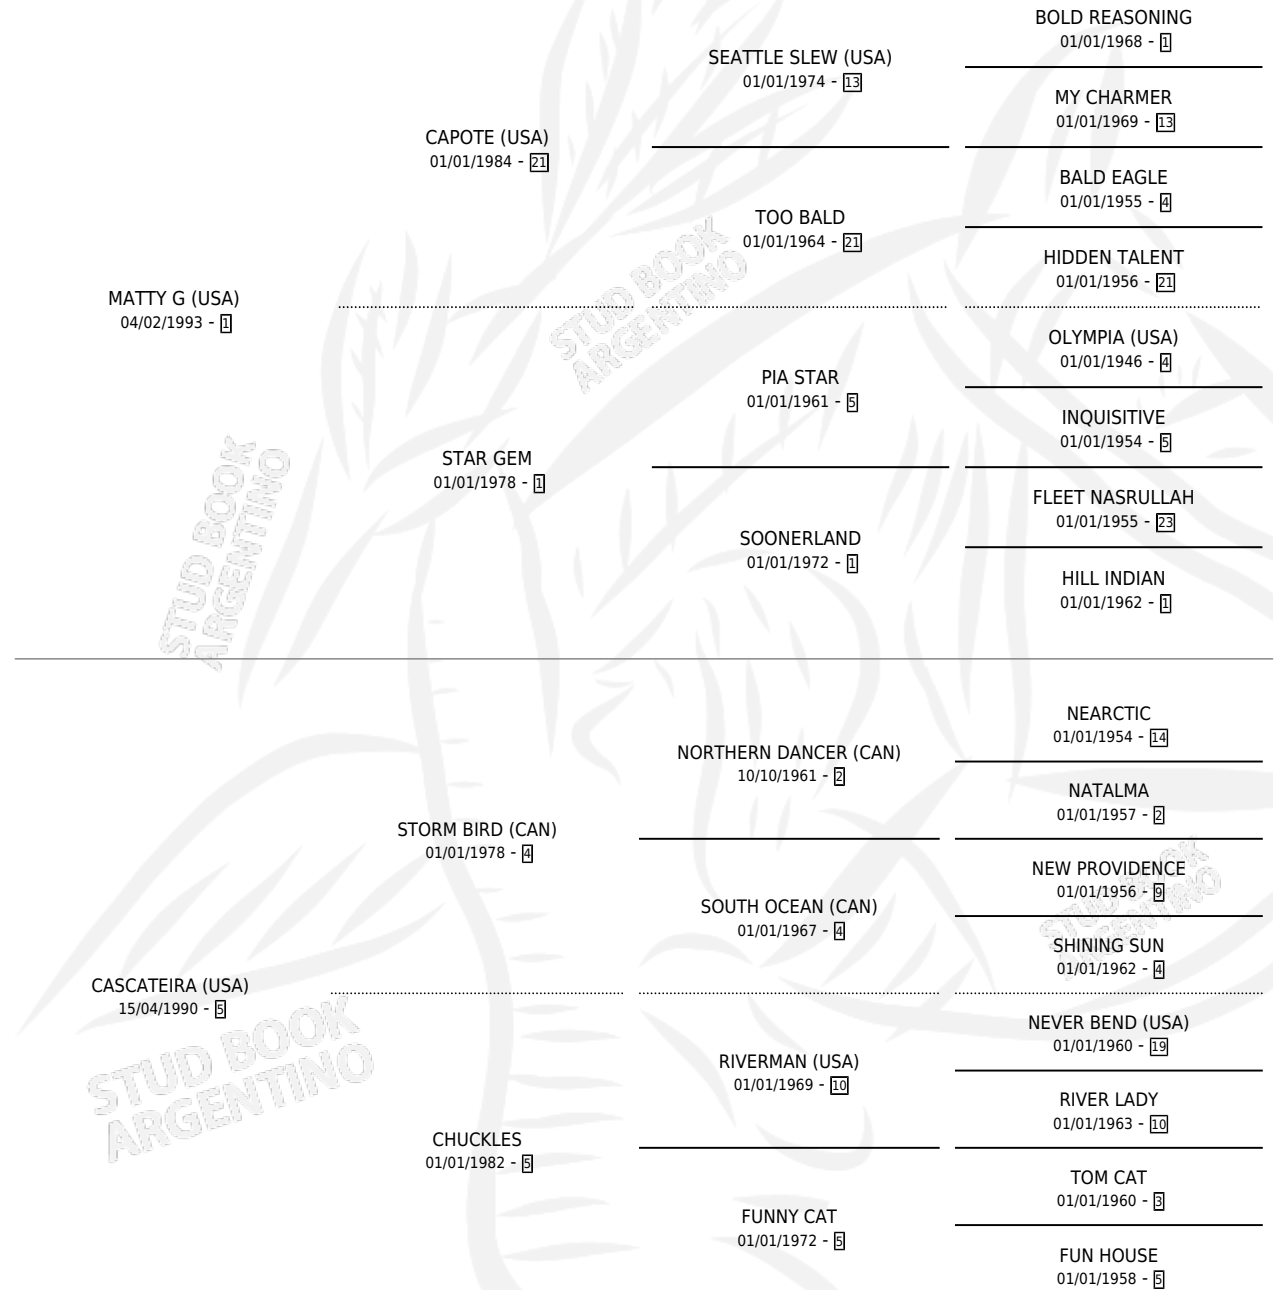 BOLD REASONING
01/01/1968 - 1
SEATTLE SLEW (USA)
01/01/1974 - 13
MY CHARMER
01/01/1969 - 13
CAPOTE (USA)
01/01/1984 - 21
BALD EAGLE
01/01/1955 - 4
TOO BALD
01/01/1964 - 21
HIDDEN TALENT
01/01/1956 - 21
MATTY G (USA)
04/02/1993 - 1
OLYMPIA (USA)
01/01/1946 - 4
PIA STAR
01/01/1961 - 5
INQUISITIVE
01/01/1954 - 5
STAR GEM
01/01/1978 - 1
FLEET NASRULLAH
01/01/1955 - 23
SOONERLAND
01/01/1972 - 1
HILL INDIAN
01/01/1962 - 1
NEARCTIC
01/01/1954 - 14
NORTHERN DANCER (CAN)
10/10/1961 - 2
NATALMA
01/01/1957 - 2
STORM BIRD (CAN)
01/01/1978 - 4
NEW PROVIDENCE
01/01/1956 - 9
SOUTH OCEAN (CAN)
01/01/1967 - 4
SHINING SUN
01/01/1962 - 4
CASCATEIRA (USA)
15/04/1990 - 5
NEVER BEND (USA)
01/01/1960 - 19
RIVERMAN (USA)
01/01/1969 - 10
RIVER LADY
01/01/1963 - 10
CHUCKLES
01/01/1982 - 5
TOM CAT
01/01/1960 - 3
FUNNY CAT
01/01/1972 - 5
FUN HOUSE
01/01/1958 - 5
STUD BOOK
ARGENTINO
STUD BOOK
ARGENTINO
STUD BOOK
ARGENTINO
STUD BOOK
ARGENTINO